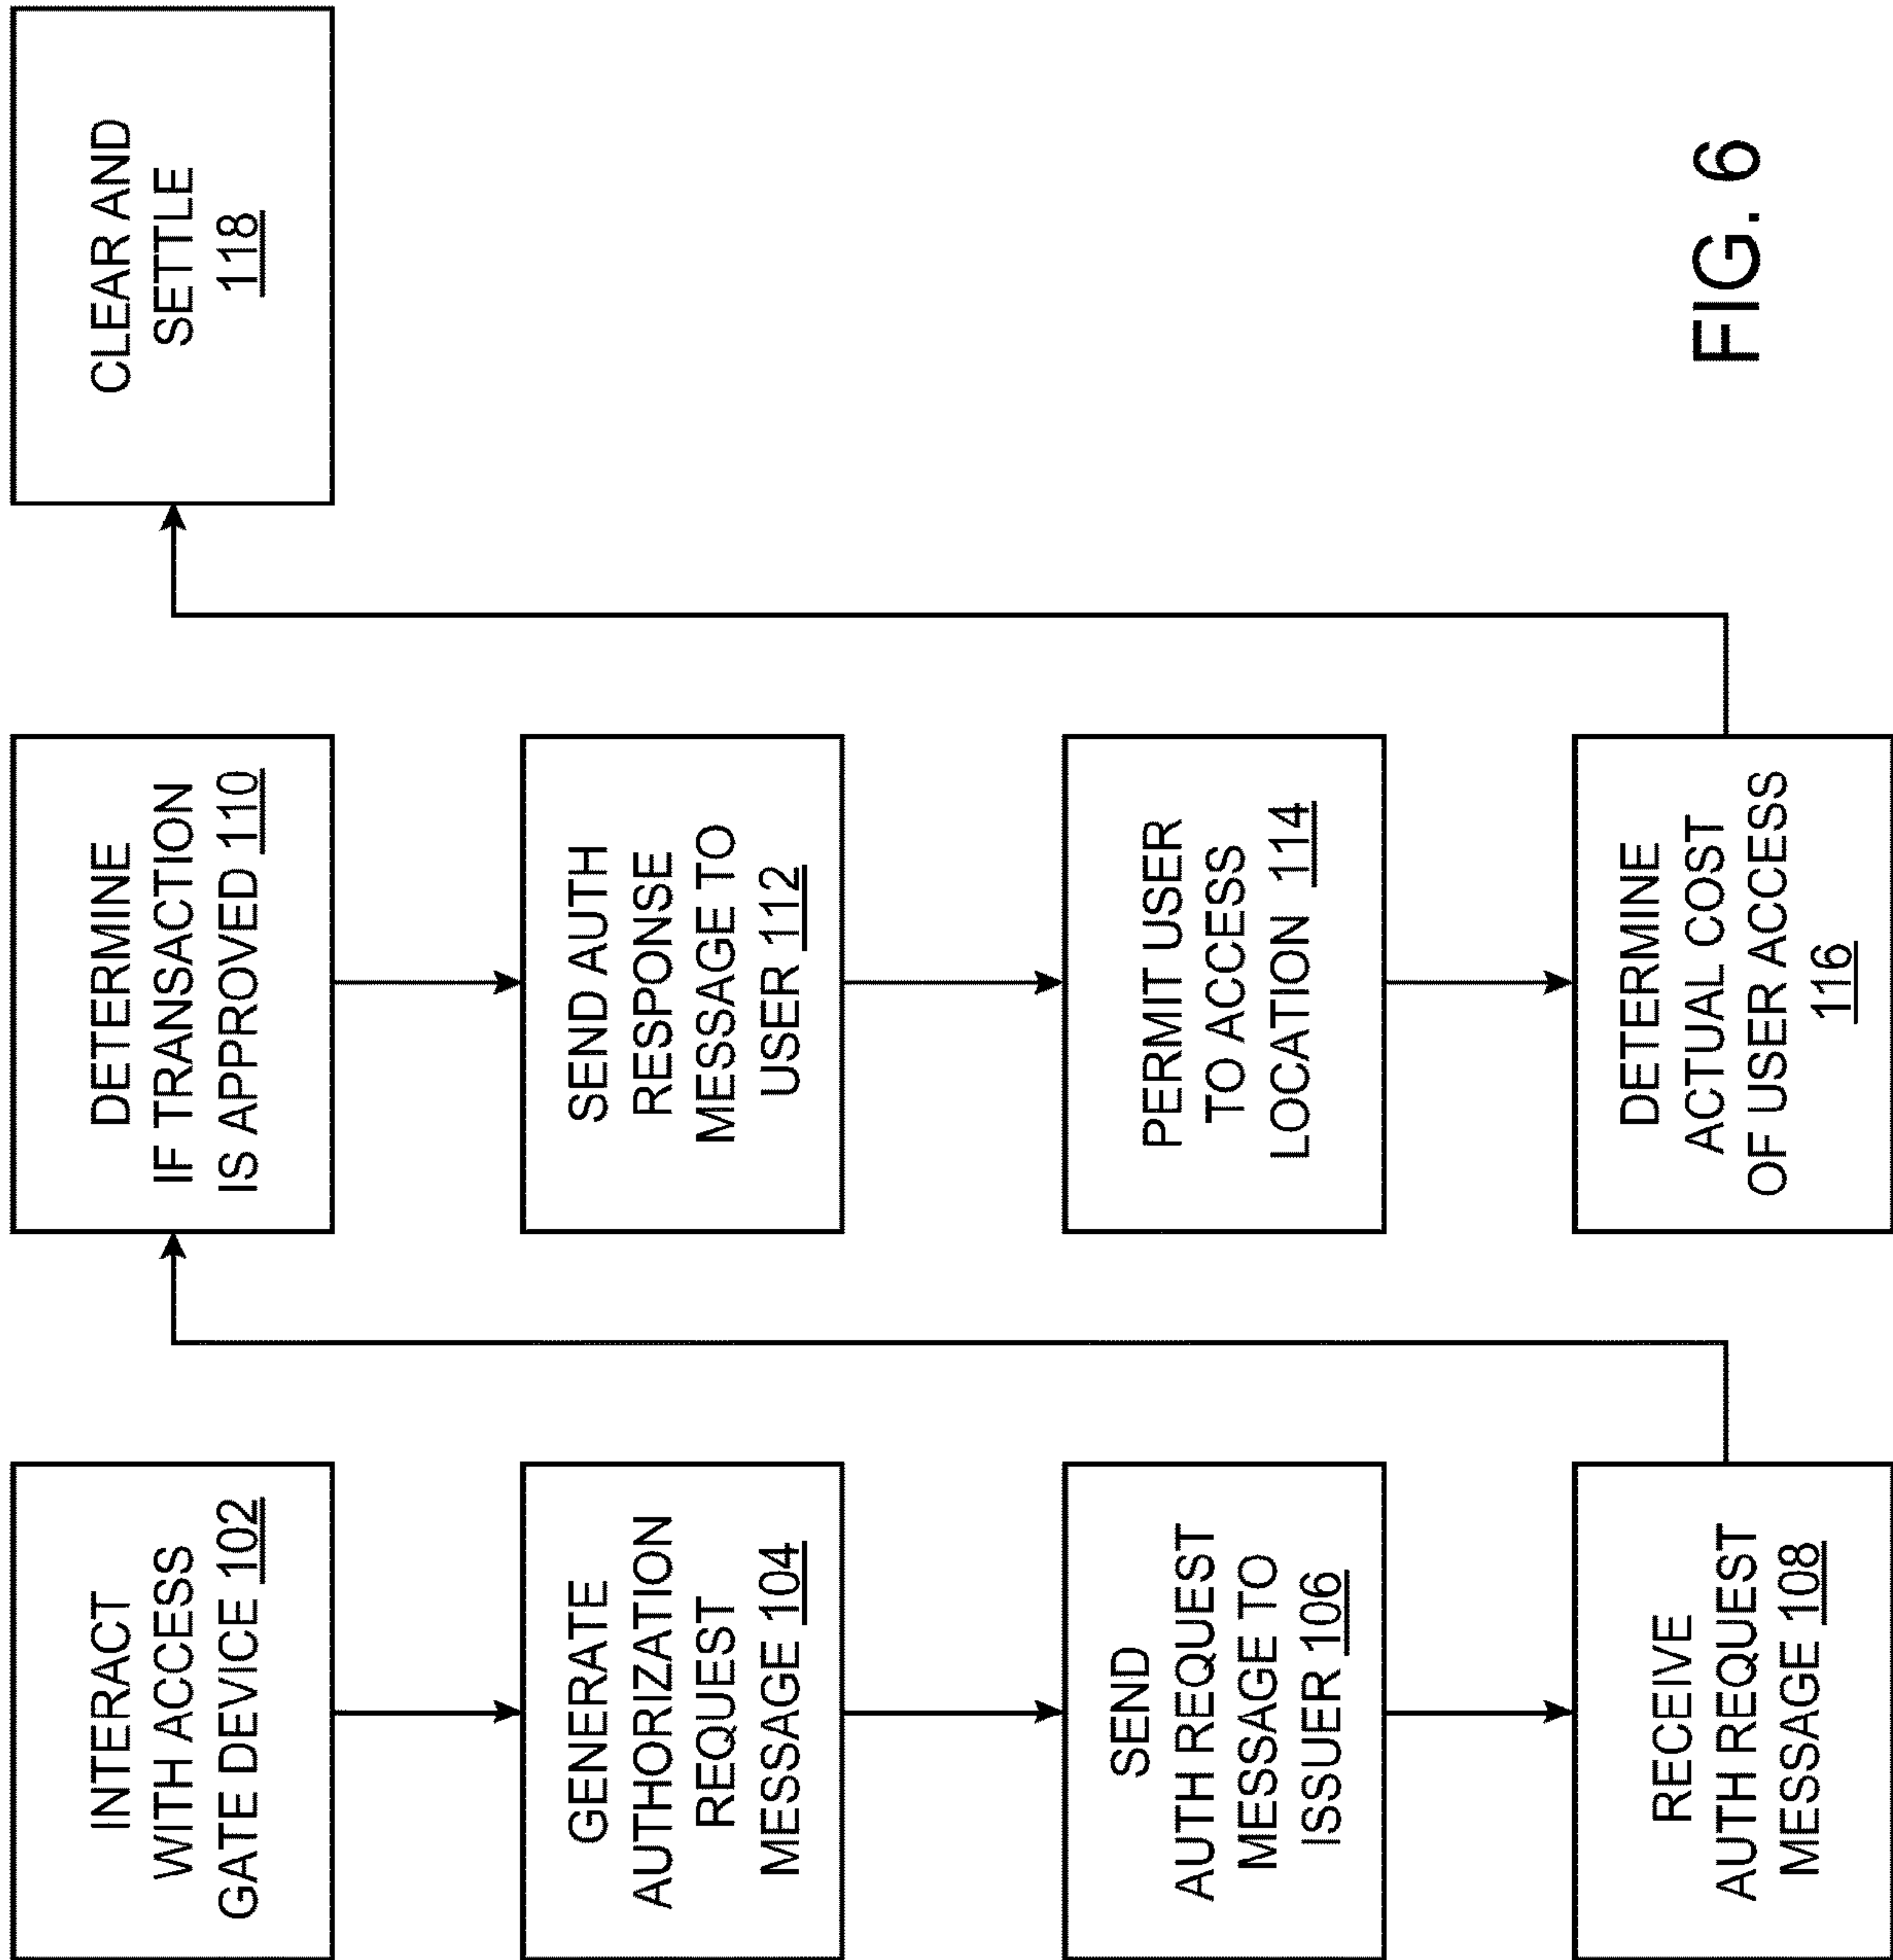 INTERACT
WITH ACCESS
GATE DEVICE 102
GENERATE
AUTHORIZATION
REQUEST
MESSAGE 104
SEND
AUTH REQUEST
MESSAGE TO
ISSUER 106
RECEIVE
AUTH REQUEST
MESSAGE 108
DETERMINE
IF TRANSACTION
IS APPROVED 110
SEND AUTH
RESPONSE
MESSAGE TO
USER 112
PERMIT USER
TO ACCESS
LOCATION 114
DETERMINE
ACTUAL COST
OF USER ACCESS
116
CLEAR AND
SETTLE
118
FIG. 6